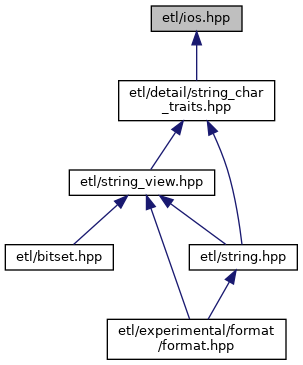 etl/ios.hpp
etl/detail/string_char
_traits.hpp
etl/string_view.hpp
etl/bitset.hpp
etl/string.hpp
etl/experimental/format
/format.hpp